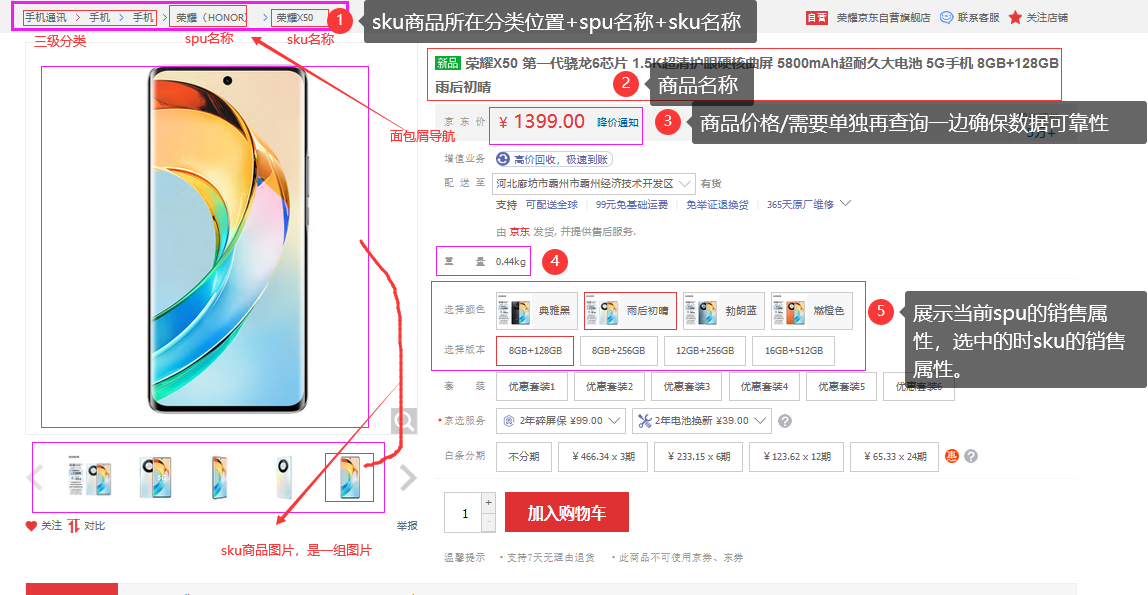 手机通讯 > 手机 > 手机 > 荣耀（HONOR > 荣耀X50
1
sku商品所在分类位置+spu名称+sku名称
自营 荣耀京东自营旗舰店 联系客服 关注店铺
三级分类
spu名称
sku名称
新品 荣耀X50 第一代骁龙6芯片 1.5K超清护眼硬核曲屏 5800mAh超耐久大电池 5G手机 8GB+128GB
雨后初晴
2
商品名称
京 东 价
¥ 1399.00 降价通知
3
商品价格/需要单独再查询一边确保数据可靠性
面包屑导航
增值业务 高价回收，极速到账
配 送 至 河北廊坊市霸州市霸州经济技术开发区 有货
支持 可配送全球 99元免基础运费 免举证退换货 365天原厂维修
由 京东 发货, 并提供售后服务.
重 量 0.44kg
4
选择颜色 典雅黑 雨后初晴 勃朗蓝 燃橙色
5
展示当前spu的销售属
性，选中的时sku的销售
属性。
选择版本 8GB+128GB 8GB+256GB 12GB+256GB 16GB+512GB
套 装 优惠套装1 优惠套装2 优惠套装3 优惠套装4 优惠套装5 优惠套装6
•京选服务 2年碎屏保 ¥99.00 2年电池换新 ¥39.00 ?
白条分期 不分期 ¥ 466.34 x 3期 ¥ 233.15 x 6期 ¥ 123.62 x 12期 ¥ 65.33 x 24期 惠 ?
1 + -
加入购物车
关注 对比 举报
sku商品图片，是一组图片
温馨提示 · 支持7天无理由退货 · 此商品不可使用京券、东券